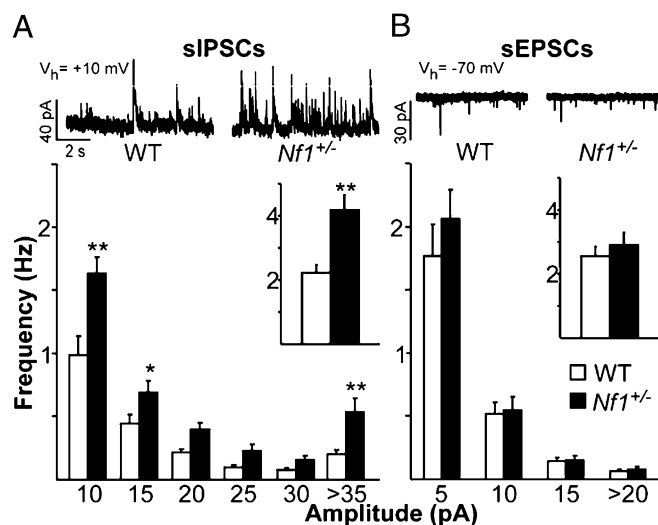 A
sIPSCs
Vh= +10 mV
40 pA
2 s
WT
Nf1+/-
B
sEPSCs
Vh= -70 mV
30 pA
WT
Nf1+/-
Frequency (Hz)
2
1
**
*
**
4
2
**
10 15 20 25 30 >35
2
1
4
2
WT
Nf1+/-
5 10 15 >20
Amplitude (pA)